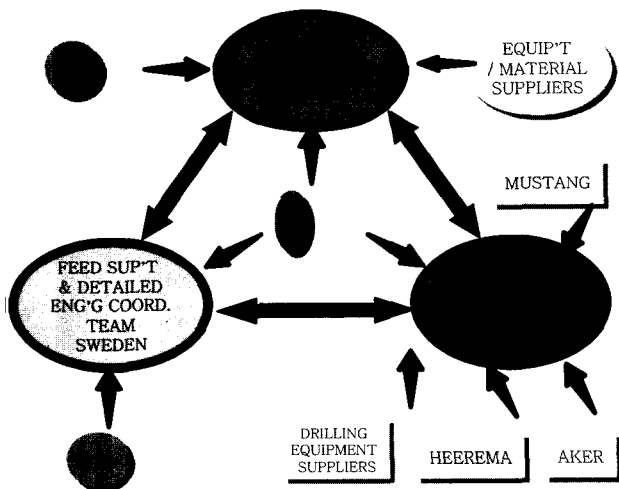 EQUIP'T
/ MATERIAL
SUPPLIERS
MUSTANG
FEED SUP'T
& DETAILED
ENG'G COORD.
TEAM
SWEDEN
DRILLING
EQUIPMENT
SUPPLIERS
HEEREMA
AKER